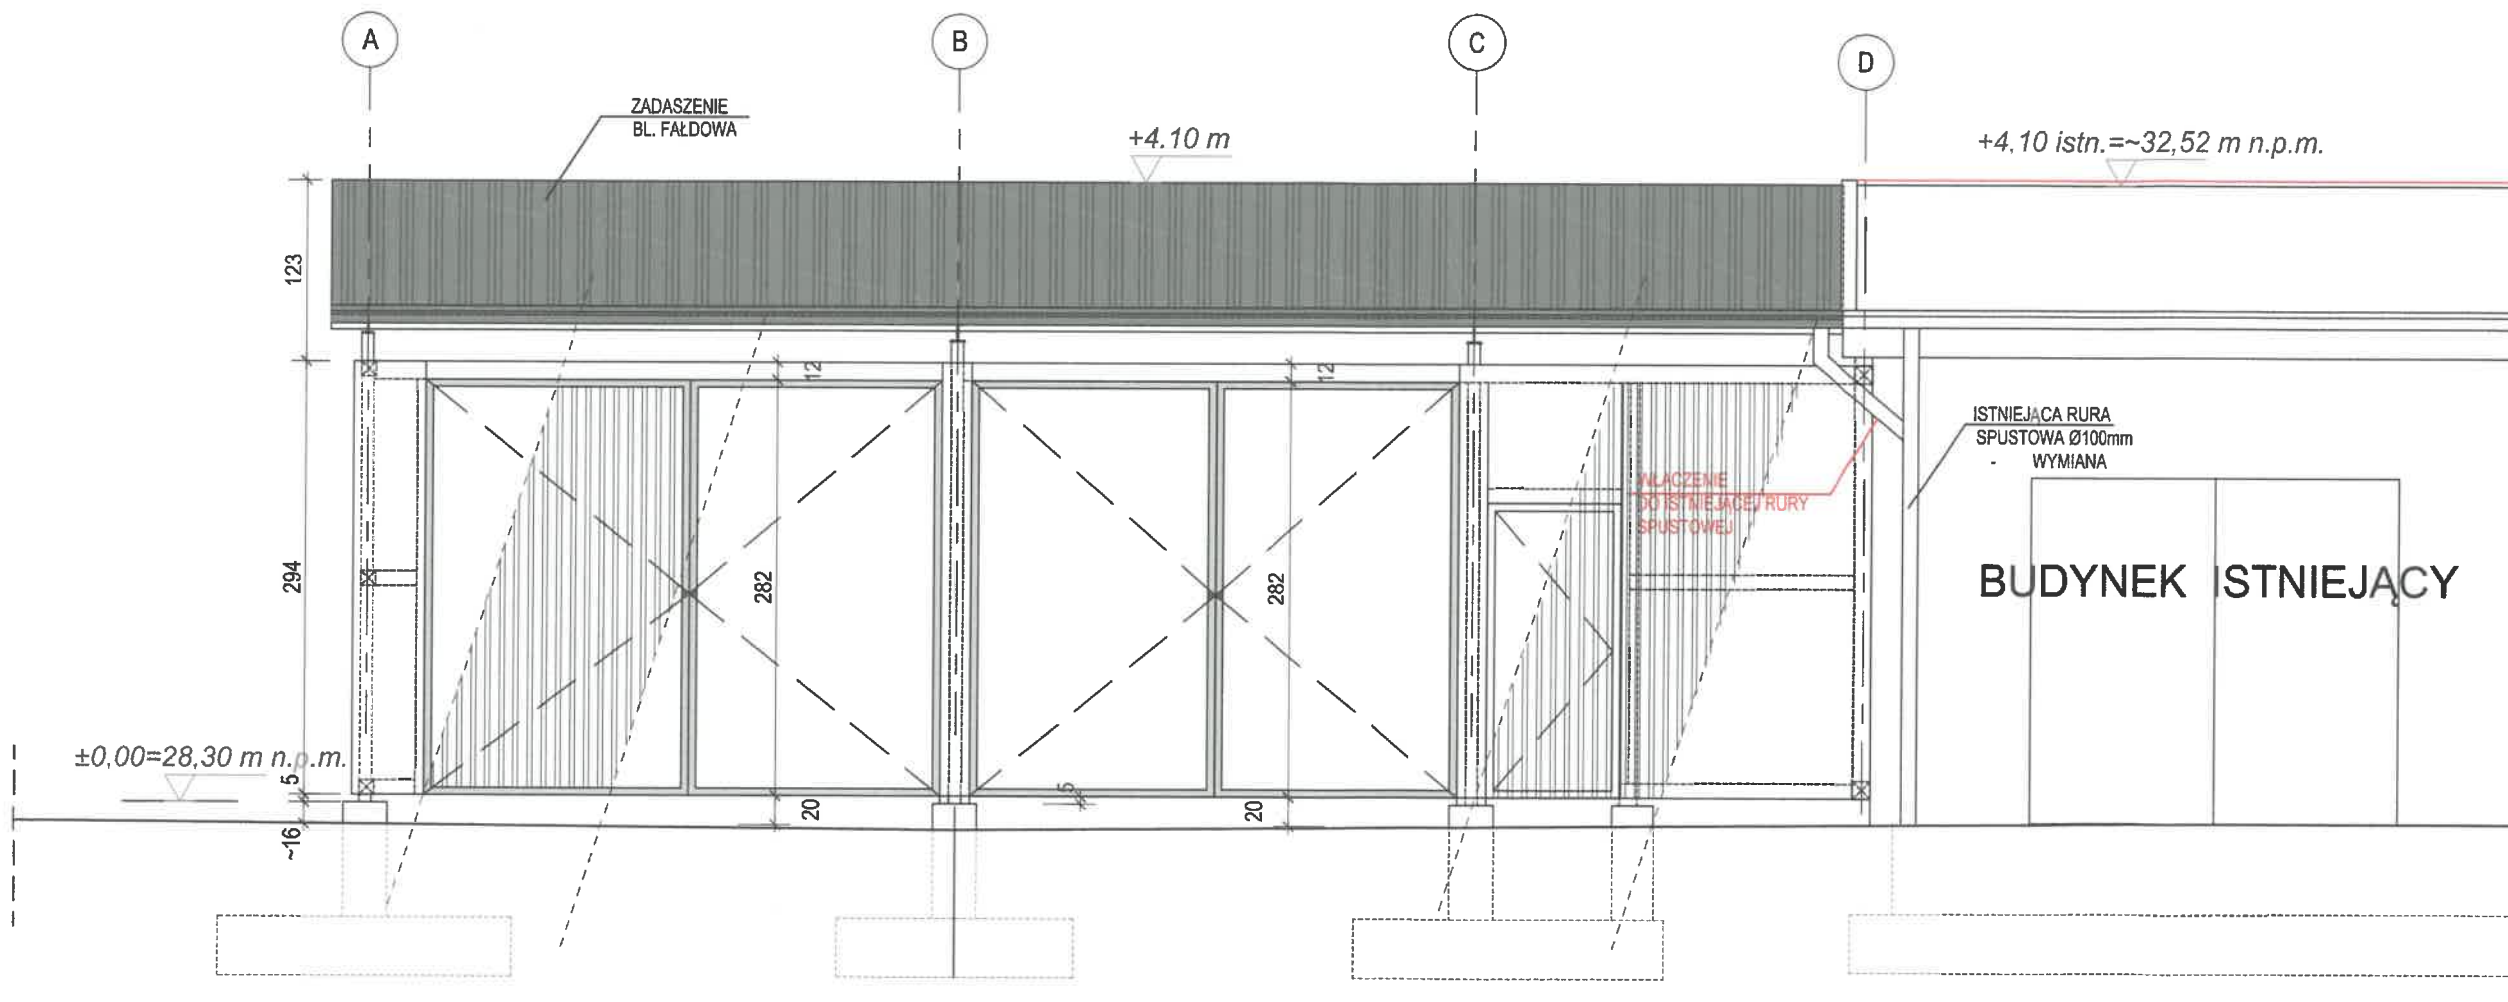 A
B
C
D
ZADASZENIE
BL. FAŁDOWA
+4.10 m
+4,10 istn.=~32,52 m n.p.m.
123
12
12
ISTNIEJĄCA RURA
SPUSTOWA Ø100mm
- WYMIANA
WŁĄCZENIE
DO ISTNIEJĄCEJ RURY
SPUSTOWEJ
294
282
282
BUDYNEK ISTNIEJĄCY
±0,00=28,30 m n.p.m.
5
5
20
20
~16